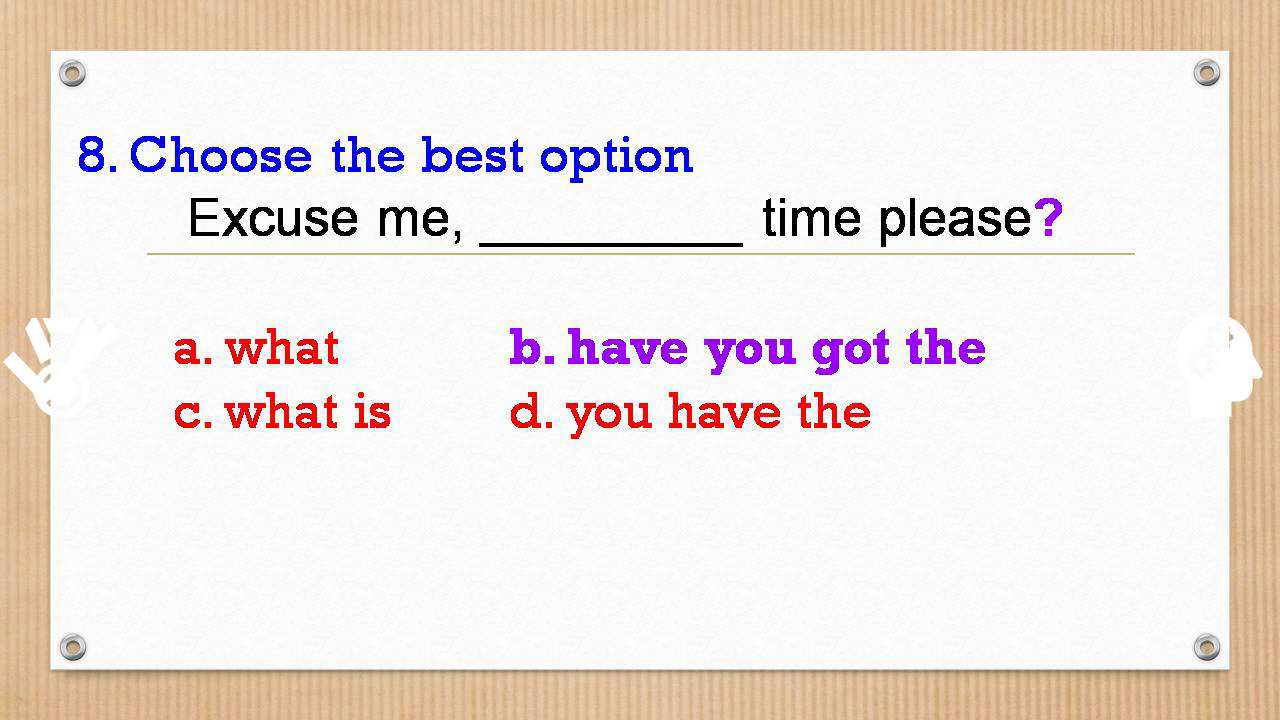 8. Choose the best option
Excuse me, __________ time please?
a. what b. have you got the
c. what is d. you have the